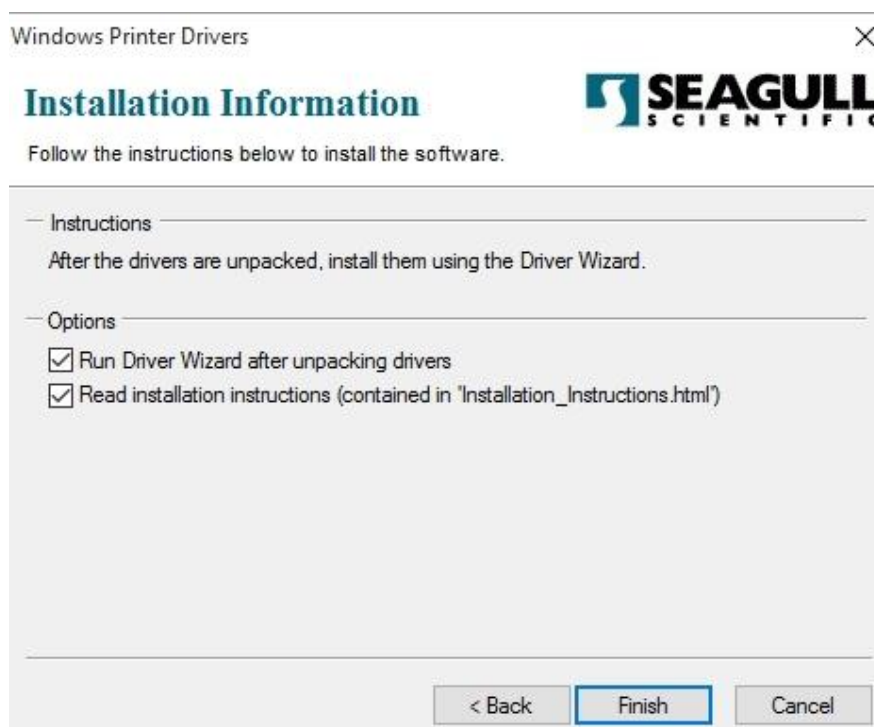 Windows Printer Drivers
Installation Information
SEAGULL
SCIENTIFIC
Follow the instructions below to install the software.
Instructions
After the drivers are unpacked, install them using the Driver Wizard.
Options
Run Driver Wizard after unpacking drivers
Read installation instructions (contained in 'Installation_Instructions.html')
< Back
Finish
Cancel